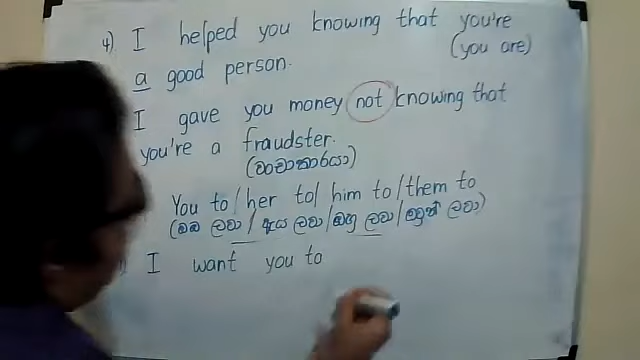 4) I helped you knowing that you're
(you are)
a good person.
I gave you money not knowing that
you're a fraudster.
(වංචාකාරයා)
You to / her to / him to / them to
(ඔබ ලවා / ඇය ලවා / ඔහු ලවා / ඔවුන් ලවා)
) I want you to